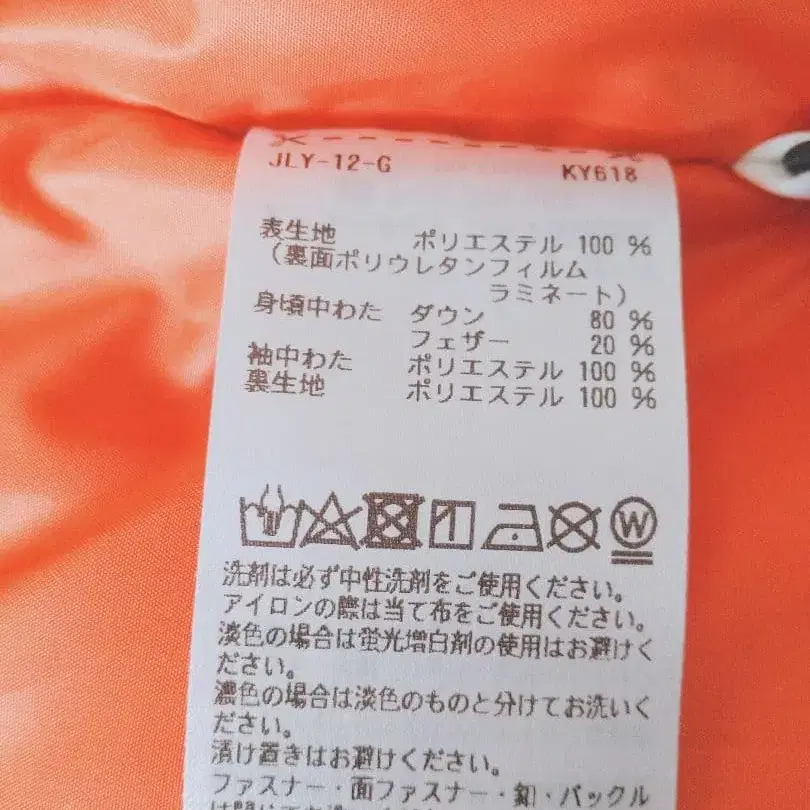 JLY-12-G KY618
表生地 ポリエステル 100 %
（裏面ポリウレタンフィルム
ラミネート）
身頃中わた ダウン 80 %
フェザー 20 %
袖中わた ポリエステル 100 %
裏生地 ポリエステル 100 %
W
洗剤は必ず中性洗剤をご使用ください。
アイロンの際は当て布をご使用ください。
淡色の場合は蛍光増白剤の使用はお避けく
ださい。
濃色の場合は淡色のものと分けてお洗いく
ださい。
漬け置きはお避けください。
ファスナー・面ファスナー・釦・バックル